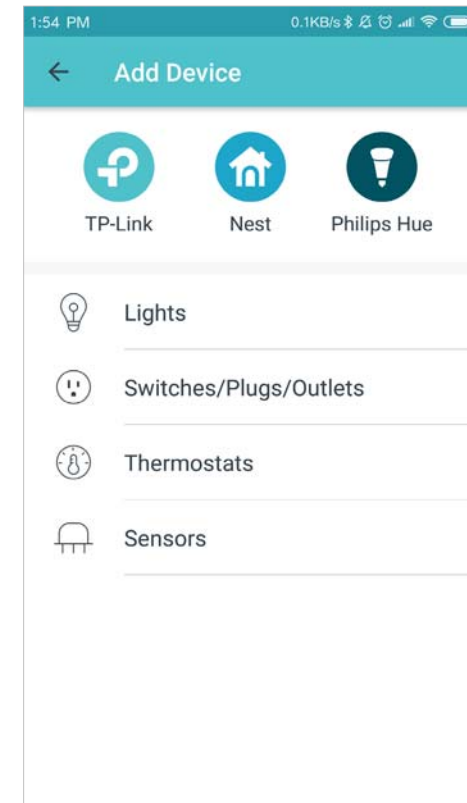 1:54 PM 0.1KB/s
Add Device
TP-Link Nest Philips Hue
Lights
Switches/Plugs/Outlets
Thermostats
Sensors